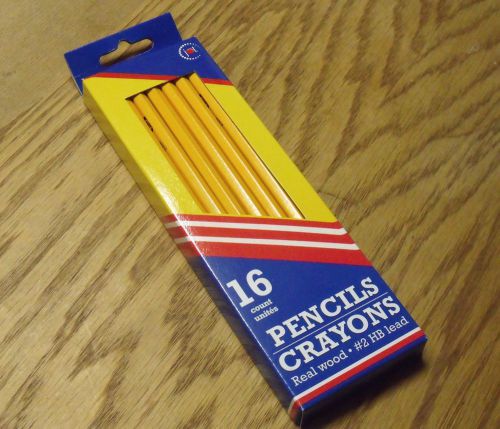 16
count
unités
PENCILS
CRAYONS
Real wood • #2 HB lead